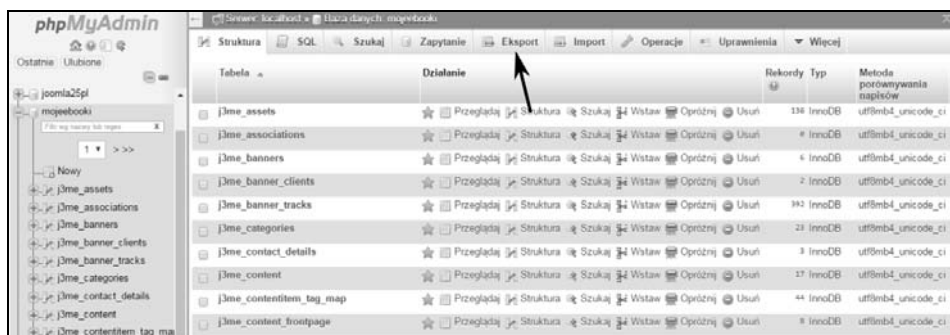 phpMyAdmin
Ostatnie Ulubione
joomla25pl
mojeebooki
X
1 > >>
Nowy
j3me_assets
j3me_associations
j3me_banners
j3me_banner_clients
j3me_banner_tracks
j3me_categories
j3me_contact_details
j3me_content
j3me_contentitem_tag_map
Serwer: localhost » Baza danych: mojeebooki
Struktura SQL Szukaj Zapytanie Eksport Import Operacje Uprawnienia Więcej
Tabela Działanie Rekordy Typ Metoda porównywania napisów
j3me_assets Przeglądaj Struktura Szukaj Wstaw Opróżnij Usuń 136 InnoDB utf8mb4_unicode_ci
j3me_associations Przeglądaj Struktura Szukaj Wstaw Opróżnij Usuń InnoDB utf8mb4_unicode_ci
j3me_banners Przeglądaj Struktura Szukaj Wstaw Opróżnij Usuń 6 InnoDB utf8mb4_unicode_ci
j3me_banner_clients Przeglądaj Struktura Szukaj Wstaw Opróżnij Usuń 2 InnoDB utf8mb4_unicode_ci
j3me_banner_tracks Przeglądaj Struktura Szukaj Wstaw Opróżnij Usuń 392 InnoDB utf8mb4_unicode_ci
j3me_categories Przeglądaj Struktura Szukaj Wstaw Opróżnij Usuń 23 InnoDB utf8mb4_unicode_ci
j3me_contact_details Przeglądaj Struktura Szukaj Wstaw Opróżnij Usuń 3 InnoDB utf8mb4_unicode_ci
j3me_content Przeglądaj Struktura Szukaj Wstaw Opróżnij Usuń 17 InnoDB utf8mb4_unicode_ci
j3me_contentitem_tag_map Przeglądaj Struktura Szukaj Wstaw Opróżnij Usuń 44 InnoDB utf8mb4_unicode_ci
j3me_content_frontpage Przeglądaj Struktura Szukaj Wstaw Opróżnij Usuń InnoDB utf8mb4_unicode_ci